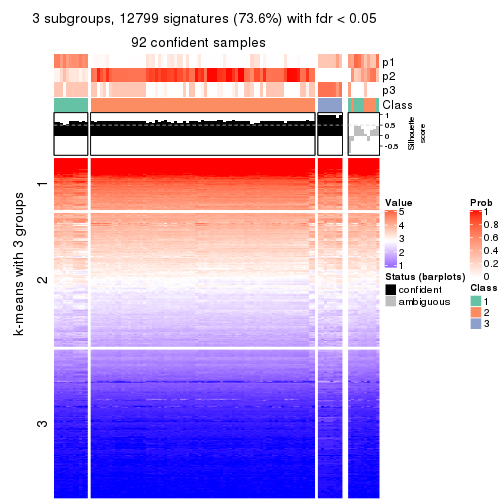 3 subgroups, 12799 signatures (73.6%) with fdr < 0.05
92 confident samples
p1
p2
p3
Class
1
0.5
0
-0.5
Silhouette
score
k-means with 3 groups
1
2
3
Value
5
4
3
2
1
Status (barplots)
confident
ambiguous
Prob
1
0.8
0.6
0.4
0.2
0
Class
1
2
3